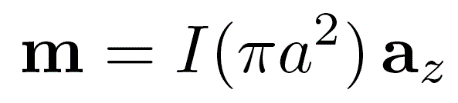 𝐦 = I(πa²) 𝐚_z